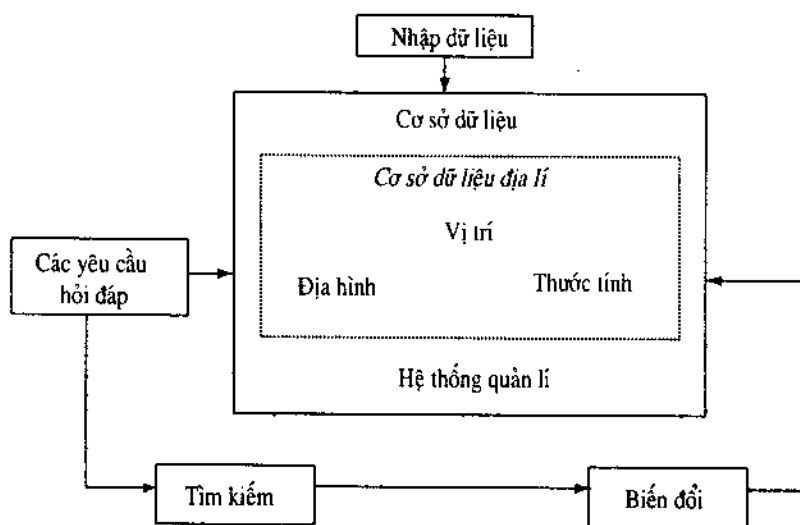 Nhập dữ liệu
Cơ sở dữ liệu
Cơ sở dữ liệu địa lí
Vị trí
Các yêu cầu
hỏi đáp
Địa hình
Thước tính
Hệ thống quản lí
Tìm kiếm
Biến đổi